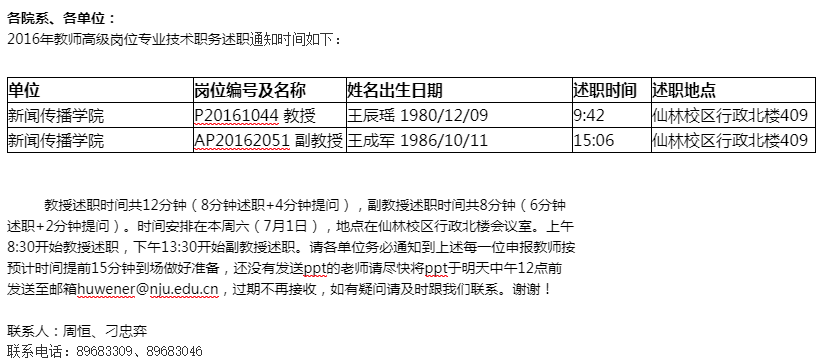 各院系、各单位：
2016年教师高级岗位专业技术职务述职通知时间如下：
单位 岗位编号及名称 姓名出生日期 述职时间 述职地点
新闻传播学院 P20161044 教授 王辰瑶 1980/12/09 9:42 仙林校区行政北楼409
新闻传播学院 AP20162051 副教授 王成军 1986/10/11 15:06 仙林校区行政北楼409
教授述职时间共12分钟（8分钟述职+4分钟提问），副教授述职时间共8分钟（6分钟
述职+2分钟提问）。时间安排在本周六（7月1日），地点在仙林校区行政北楼会议室。上午
8:30开始教授述职，下午13:30开始副教授述职。请各单位务必通知到上述每一位申报教师按
预计时间提前15分钟到场做好准备，还没有发送ppt的老师请尽快将ppt于明天中午12点前
发送至邮箱huwener@nju.edu.cn，过期不再接收，如有疑问请及时跟我们联系。谢谢！
联系人：周恒、刁忠弈
联系电话：89683309、89683046